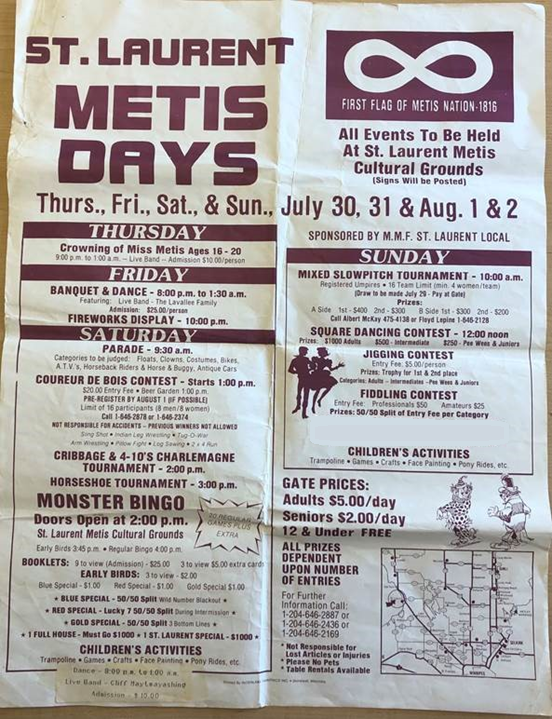 ST. LAURENT
METIS
DAYS
FIRST FLAG OF METIS NATION-1816
All Events To Be Held
At St. Laurent Metis
Cultural Grounds
(Signs Will be Posted)
Thurs., Fri., Sat., & Sun., July 30, 31 & Aug. 1 & 2
THURSDAY
Crowning of Miss Metis Ages 16 - 20
9:00 p.m. to 1:00 a.m. -- Live Band -- Admission $10.00/person
FRIDAY
BANQUET & DANCE - 8:00 p.m. to 1:30 a.m.
Featuring: Live Band - The Lavallee Family
Admission: $25.00/person
FIREWORKS DISPLAY - 10:00 p.m.
SATURDAY
PARADE - 9:30 a.m.
Categories to be judged: Floats, Clowns, Costumes, Bikes,
A.T.V.'s, Horseback Riders & Horse & Buggy, Antique Cars
COUREUR DE BOIS CONTEST - Starts 1:00 p.m.
$20.00 Entry Fee • Beer Garden 1:00 p.m.
PRE-REGISTER BY AUGUST 1 (IF POSSIBLE)
Limit of 16 participants (8 men/8 women)
Call 1-646-2878 or 1-646-2374
NOT RESPONSIBLE FOR ACCIDENTS -- PREVIOUS WINNERS NOT ALLOWED
Sling Shot • Indian Leg Wrestling • Tug-O-War
Arm Wrestling • Pillow Fight • Log Sawing • 2 x 4 Run
CRIBBAGE & 4-10'S CHARLEMAGNE
TOURNAMENT - 2:00 p.m.
HORSESHOE TOURNAMENT - 3:00 p.m.
MONSTER BINGO
Doors Open at 2:00 p.m.
St. Laurent Metis Cultural Grounds
20 REGULAR
GAMES PLUS
EXTRA
Early Birds 3:45 p.m. • Regular Bingo 4:00 p.m.
BOOKLETS: 9 to view (Admission) - $25.00 3 to view $5.00 extra cards
EARLY BIRDS: 3 to view - $2.00
Blue Special - $1.00 Red Special - $1.00 Gold Special $1.00
★ BLUE SPECIAL - 50/50 Split Wild Number Blackout ★
★ RED SPECIAL - Lucky 7 50/50 Split During Intermission ★
★ GOLD SPECIAL - 50/50 Split 3 Bottom Lines ★
★ 1 FULL HOUSE - Must Go $1000 ★ 1 ST. LAURENT SPECIAL - $1000 ★
CHILDREN'S ACTIVITIES
Trampoline • Games • Crafts • Face Painting • Pony Rides, etc.
Dance - 9:00 p.m. to 1:00 a.m.
Live Band - Cliff
Admission - $
SPONSORED BY M.M.F. ST. LAURENT LOCAL
SUNDAY
MIXED SLOWPITCH TOURNAMENT - 10:00 a.m.
Registered Umpires • 16 Team Limit (min. 4 women/team)
(Draw to be made July 29 - Pay at Gate)
Prizes:
A Side 1st - $400 2nd - $300 B Side 1st - $300 2nd - $200
Call Albert McKay 475-4138 or Floyd Lepine 1-646-2128
SQUARE DANCING CONTEST - 12:00 noon
Prizes: $1000 Adults $500 - Intermediate $250 - Pee Wees & Juniors
JIGGING CONTEST
Entry Fee: $5.00/person
Prizes: Trophy for 1st & 2nd place
Categories: Adults - Intermediates - Pee Wees & Juniors
FIDDLING CONTEST
Entry Fee: Professionals $50 Amateurs $25
Prizes: 50/50 Split of Entry Fee per Category
CHILDREN'S ACTIVITIES
Trampoline • Games • Crafts • Face Painting • Pony Rides, etc.
GATE PRICES:
Adults $5.00/day
Seniors $2.00/day
12 & Under FREE
ALL PRIZES
DEPENDENT
UPON NUMBER
OF ENTRIES
For Further
Information Call:
1-204-646-2887 or
1-204-646-2436 or
1-204-646-2169
* Not Responsible for
Lost Articles or Injuries
* Please No Pets
* Table Rentals Available